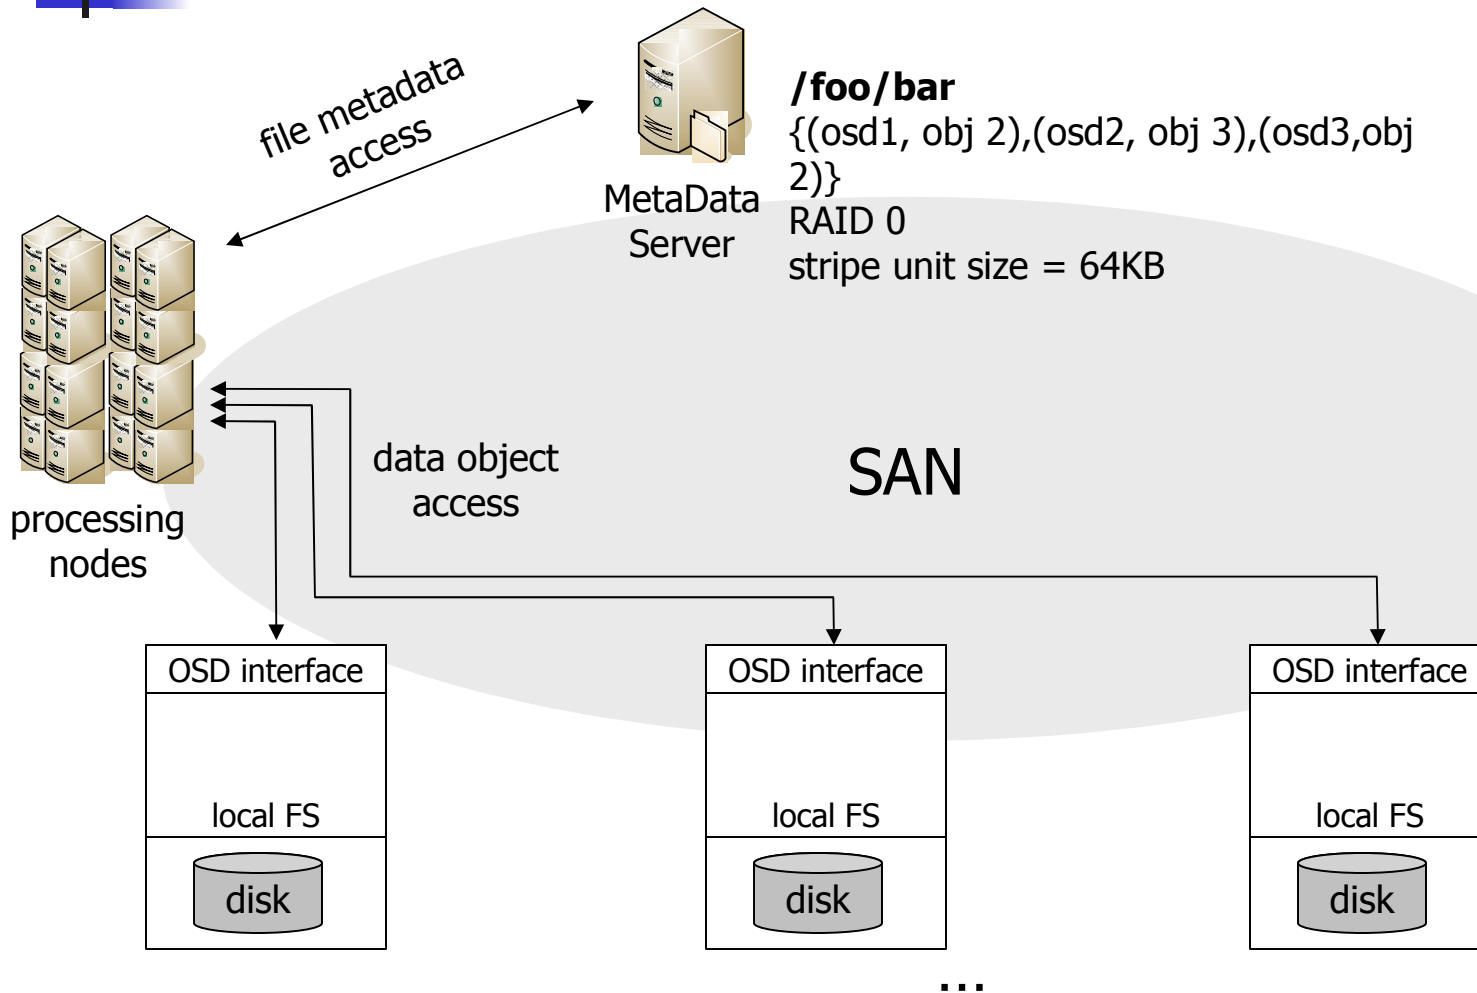 file metadata
access
/foo/bar
{(osd1, obj 2),(osd2, obj 3),(osd3,obj
2)}
RAID 0
stripe unit size = 64KB
MetaData
Server
processing
nodes
data object
access
SAN
OSD interface
local FS
disk
OSD interface
local FS
disk
OSD interface
local FS
disk
...